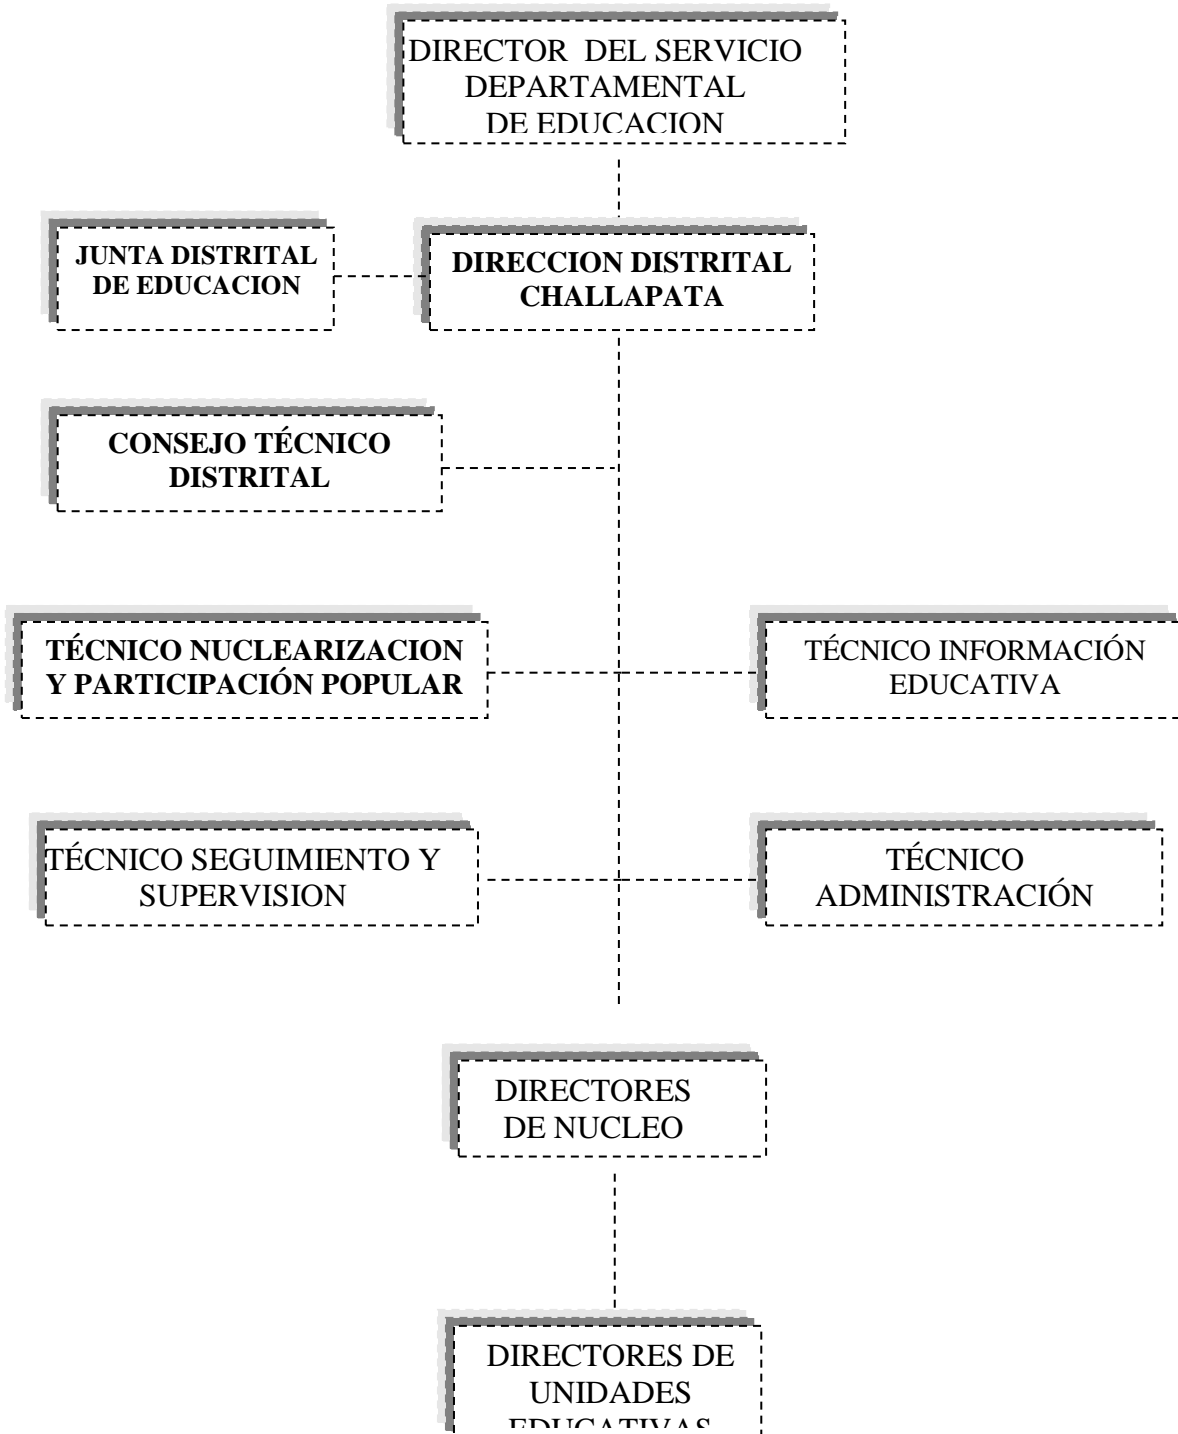 DIRECTOR DEL SERVICIO
DEPARTAMENTAL
DE EDUCACION
JUNTA DISTRITAL
DE EDUCACION
DIRECCION DISTRITAL
CHALLAPATA
CONSEJO TÉCNICO
DISTRITAL
TÉCNICO NUCLEARIZACION
Y PARTICIPACIÓN POPULAR
TÉCNICO INFORMACIÓN
EDUCATIVA
TÉCNICO SEGUIMIENTO Y
SUPERVISION
TÉCNICO
ADMINISTRACIÓN
DIRECTORES
DE NUCLEO
DIRECTORES DE
UNIDADES
EDUCATIVAS